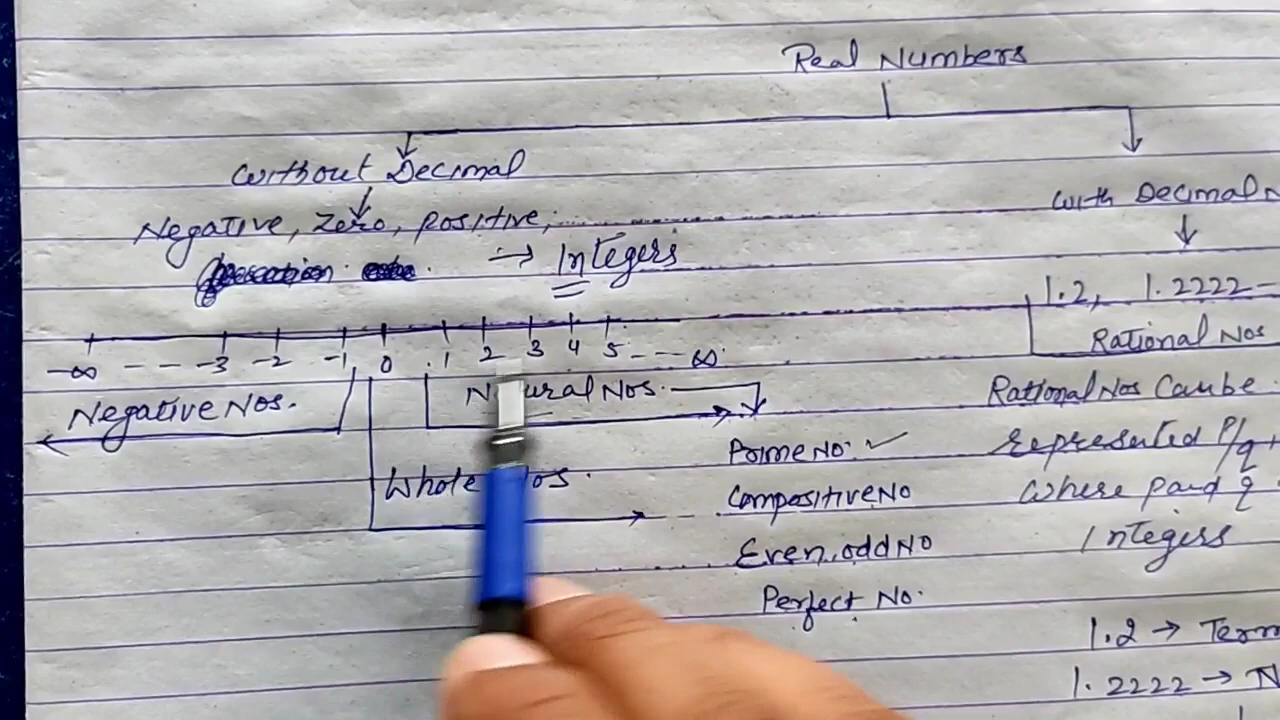 Real Numbers
Without Decimal
Negative, Zero, positive,
→ Integers
-∞ - - -3 -2 -1 0 1 2 3 4 5 - - ∞
Negative Nos.
Natural Nos.
Whole Nos.
Prime No:
Compositive No
Even, odd No
Perfect No.
With Decimal N
1.2, 1.2222-
Rational Nos
Rational Nos Can be
represented P/q,
Where p and q
Integers
1.2 → Term
1.2222 → N